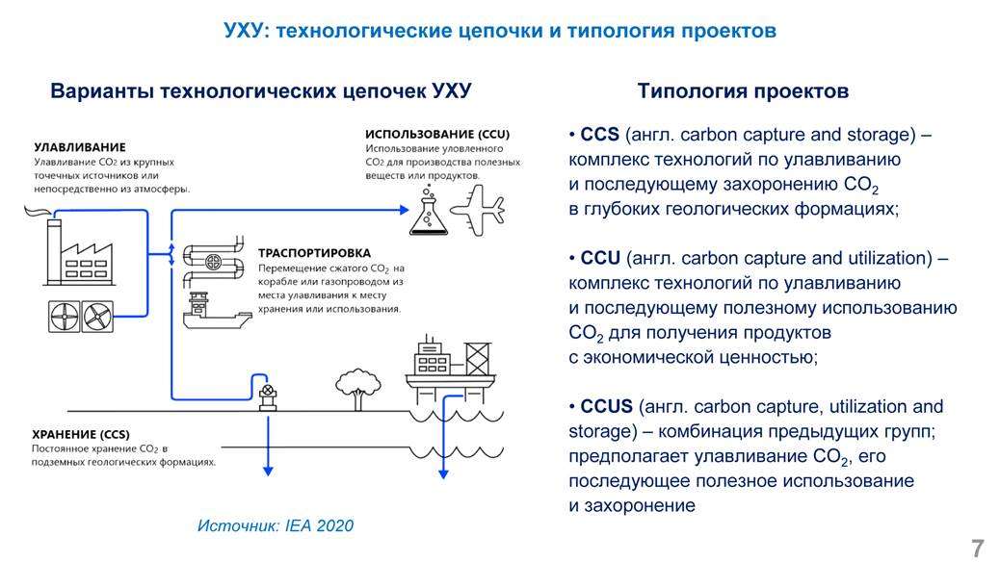 УХУ: технологические цепочки и типология проектов
Варианты технологических цепочек УХУ
УЛАВЛИВАНИЕ
Улавливание CO2 из крупных
точечных источников или
непосредственно из атмосферы.
ИСПОЛЬЗОВАНИЕ (CCU)
Использование уловленного
CO2 для производства полезных
веществ или продуктов.
ТРАСПОРТИРОВКА
Перемещение сжатого CO2 на
корабле или газопроводом из
места улавливания к месту
хранения или использования.
ХРАНЕНИЕ (CCS)
Постоянное хранение CO2 в
подземных геологических формациях.
Источник: IEA 2020
Типология проектов
• CCS (англ. carbon capture and storage) –
комплекс технологий по улавливанию
и последующему захоронению CO2
в глубоких геологических формациях;
• CCU (англ. carbon capture and utilization) –
комплекс технологий по улавливанию
и последующему полезному использованию
CO2 для получения продуктов
с экономической ценностью;
• CCUS (англ. carbon capture, utilization and
storage) – комбинация предыдущих групп;
предполагает улавливание CO2, его
последующее полезное использование
и захоронение
7